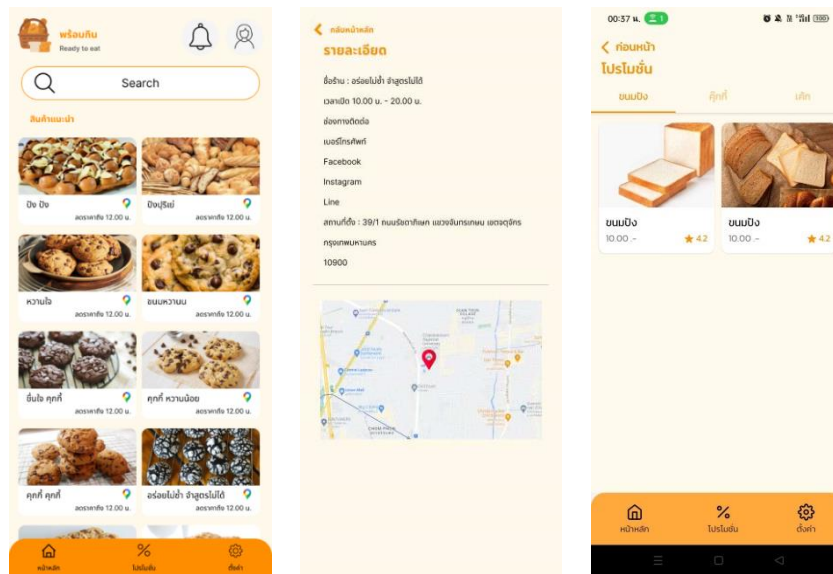 พร้อมกิน
Ready to eat
Search
สินค้าแนะนำ
ปัง ปัง
ลดราคาถึง 12.00 น.
ปังปุริเย่
ลดราคาถึง 12.00 น.
หวานใจ
ลดราคาถึง 12.00 น.
ขนมหวานน
ลดราคาถึง 12.00 น.
ชื่นใจ คุกกี้
ลดราคาถึง 12.00 น.
คุกกี้ หวานน้อย
ลดราคาถึง 12.00 น.
คุกกี้ คุกกี้
ลดราคาถึง 12.00 น.
อร่อยไม่ซ้ำ จำสูตรไม่ได้
ลดราคาถึง 12.00 น.
หน้าหลัก
โปรโมชั่น
ตั้งค่า
กลับหน้าหลัก
รายละเอียด
ชื่อร้าน : อร่อยไม่ซ้ำ จำสูตรไม่ได้
เวลาเปิด 10.00 น. - 20.00 น.
ช่องทางติดต่อ
เบอร์โทรศัพท์
Facebook
Instagram
Line
สถานที่ตั้ง : 39/1 ถนนรัชดาภิเษก แขวงจันทรเกษม เขตจตุจักร
กรุงเทพมหานคร
10900
00:37 น.
100
ก่อนหน้า
โปรโมชั่น
ขนมปัง
คุ๊กกี้
เค้ก
ขนมปัง
10.00 .-
4.2
ขนมปัง
10.00 .-
4.2
หน้าหลัก
โปรโมชั่น
ตั้งค่า